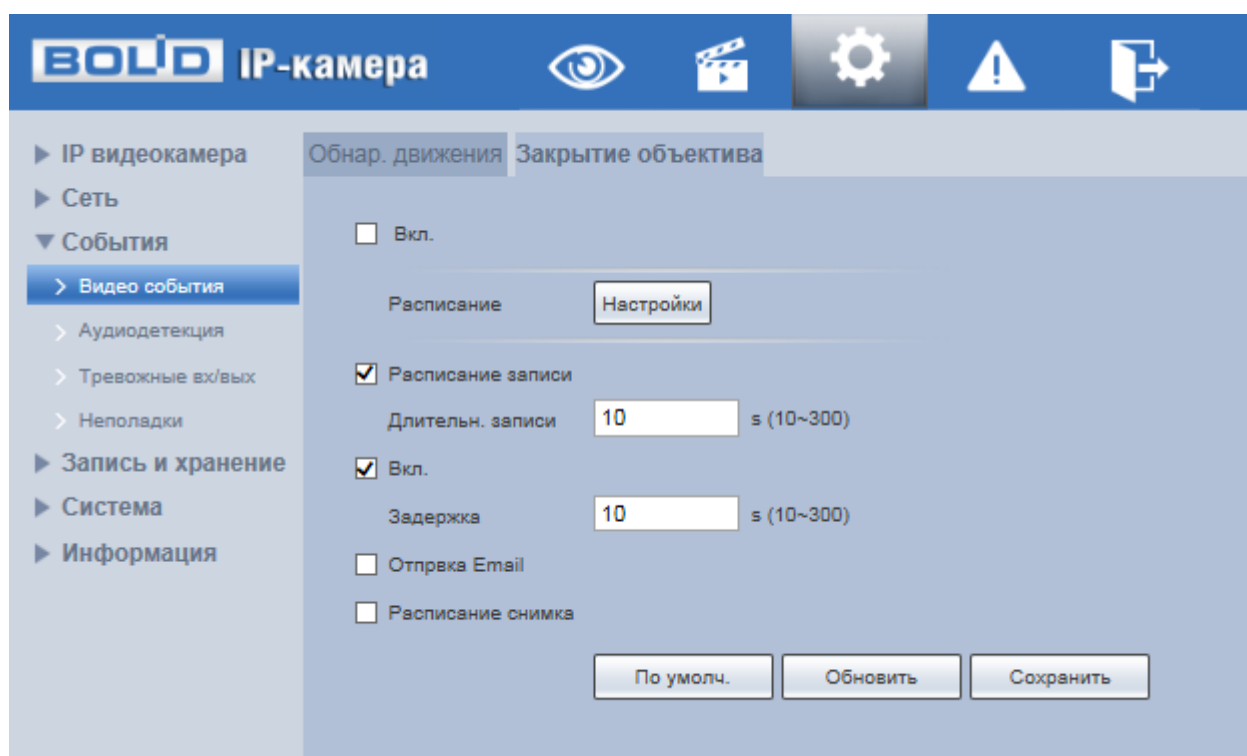 BOLID IP-камера
IP видеокамера
Сеть
События
Видео события
Аудиодетекция
Тревожные вх/вых
Неполадки
Запись и хранение
Система
Информация
Обнар. движения Закрытие объектива
Вкл.
Расписание Настройки
Расписание записи
Длительн. записи 10 s (10~300)
Вкл.
Задержка 10 s (10~300)
Отпрвка Email
Расписание снимка
По умолч. Обновить Сохранить